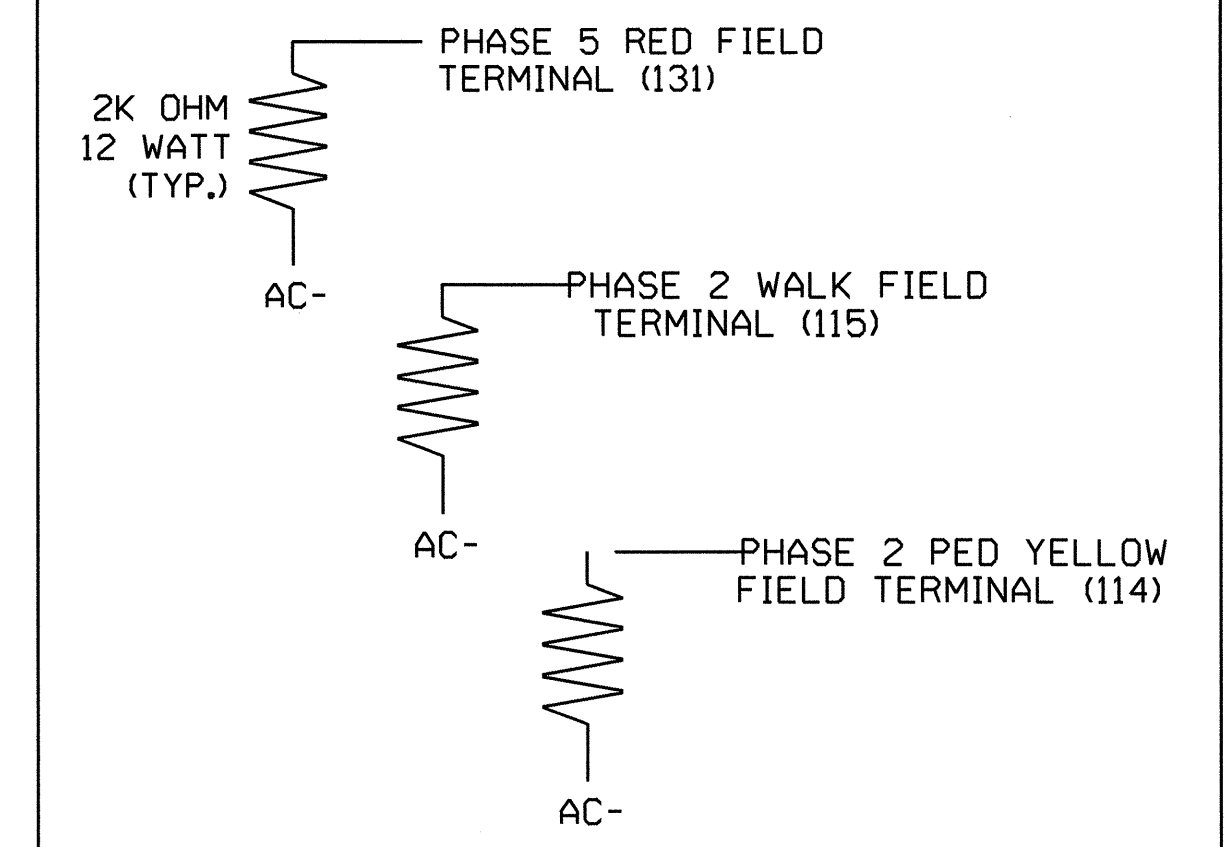 PHASE 5 RED FIELD
TERMINAL (131)
2K OHM
12 WATT
(TYP.)
AC-
PHASE 2 WALK FIELD
TERMINAL (115)
AC-
PHASE 2 PED YELLOW
FIELD TERMINAL (114)
AC-